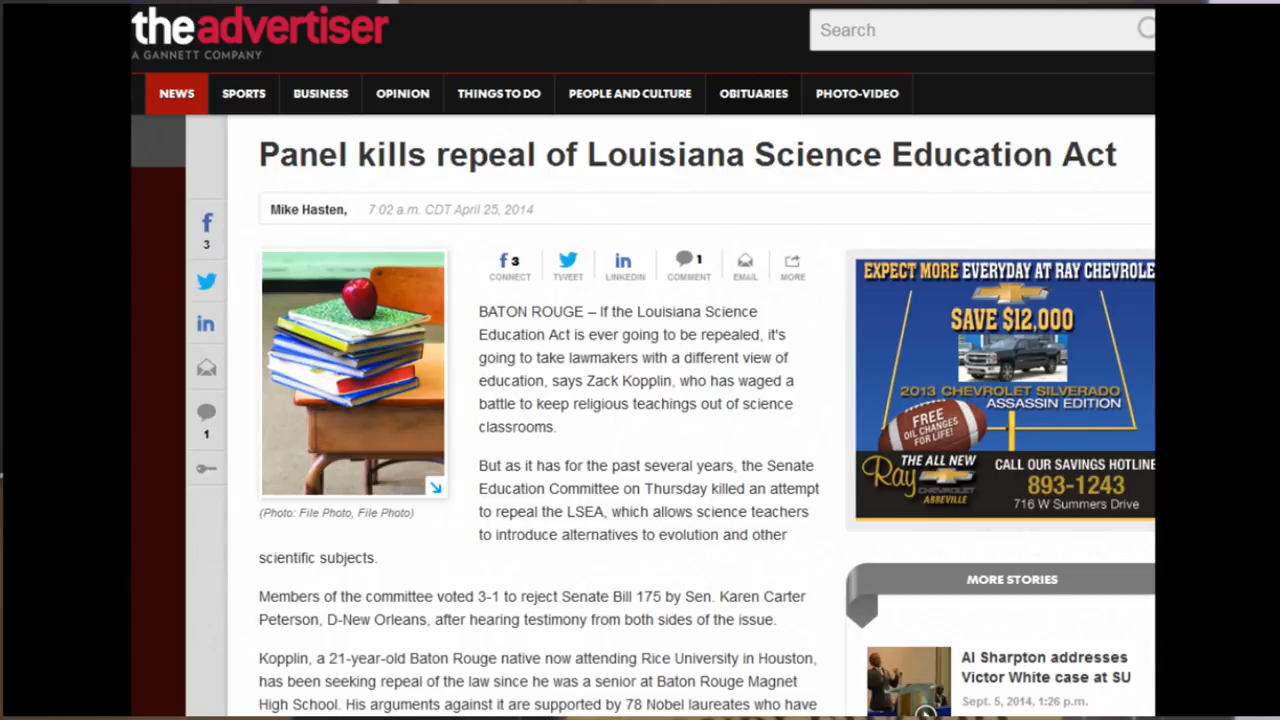 theadvertiser
A GANNETT COMPANY
Search
NEWS
SPORTS
BUSINESS
OPINION
THINGS TO DO
PEOPLE AND CULTURE
OBITUARIES
PHOTO-VIDEO
Panel kills repeal of Louisiana Science Education Act
Mike Hasten, 7:02 a.m. CDT April 25, 2014
3
1
(Photo: File Photo, File Photo)
3
CONNECT
TWEET
LINKEDIN
1
COMMENT
EMAIL
MORE
BATON ROUGE – If the Louisiana Science
Education Act is ever going to be repealed, it's
going to take lawmakers with a different view of
education, says Zack Kopplin, who has waged a
battle to keep religious teachings out of science
classrooms.
But as it has for the past several years, the Senate
Education Committee on Thursday killed an attempt
to repeal the LSEA, which allows science teachers
to introduce alternatives to evolution and other
scientific subjects.
Members of the committee voted 3-1 to reject Senate Bill 175 by Sen. Karen Carter
Peterson, D-New Orleans, after hearing testimony from both sides of the issue.
Kopplin, a 21-year-old Baton Rouge native now attending Rice University in Houston,
has been seeking repeal of the law since he was a senior at Baton Rouge Magnet
High School. His arguments against it are supported by 78 Nobel laureates who have
EXPECT MORE EVERYDAY AT RAY CHEVROLE
SAVE $12,000
2013 CHEVROLET SILVERADO
ASSASSIN EDITION
FREE
OIL CHANGES
FOR LIFE!
THE ALL NEW
Ray
CHEVROLET
ABBEVILLE
CALL OUR SAVINGS HOTLINE
893-1243
716 W Summers Drive
MORE STORIES
Al Sharpton addresses
Victor White case at SU
Sept. 5, 2014, 1:26 p.m.